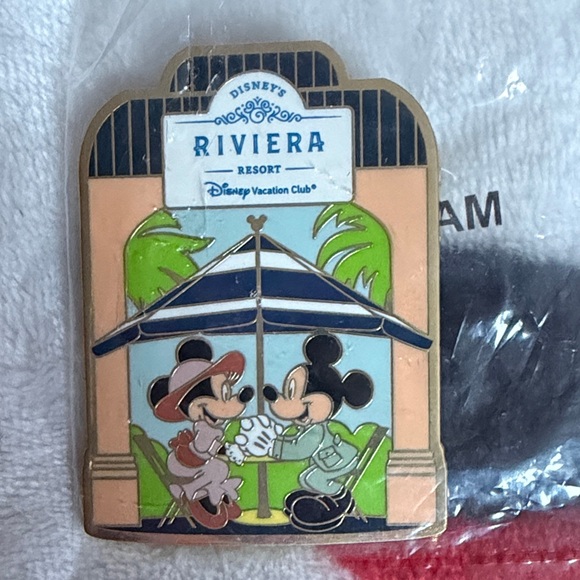 DISNEY'S
RIVIERA
RESORT
Disney Vacation Club®
AM